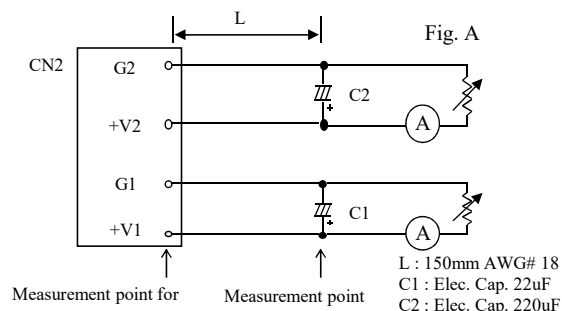 L
Fig. A
CN2
G2
C2
+V2
A
G1
C1
+V1
A
L : 150mm AWG# 18
C1 : Elec. Cap. 22uF
C2 : Elec. Cap. 220uF
Measurement point for
Measurement point